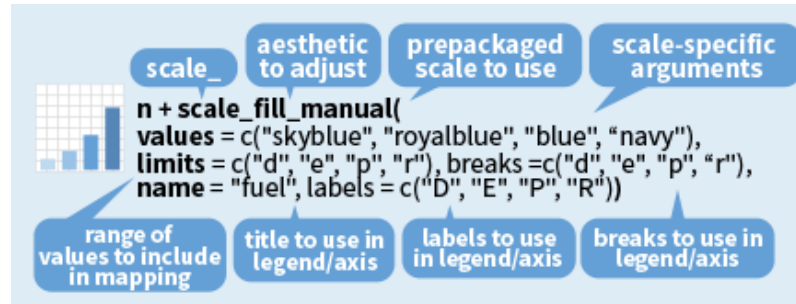 scale_
aesthetic
to adjust
prepackaged
scale to use
scale-specific
arguments
n + scale_fill_manual(
values = c("skyblue", "royalblue", "blue", “navy"),
limits = c("d", "e", "p", "r"), breaks =c("d", "e", "p", “r"),
name = "fuel", labels = c("D", "E", "P", "R"))
range of
values to include
in mapping
title to use in
legend/axis
labels to use
in legend/axis
breaks to use in
legend/axis